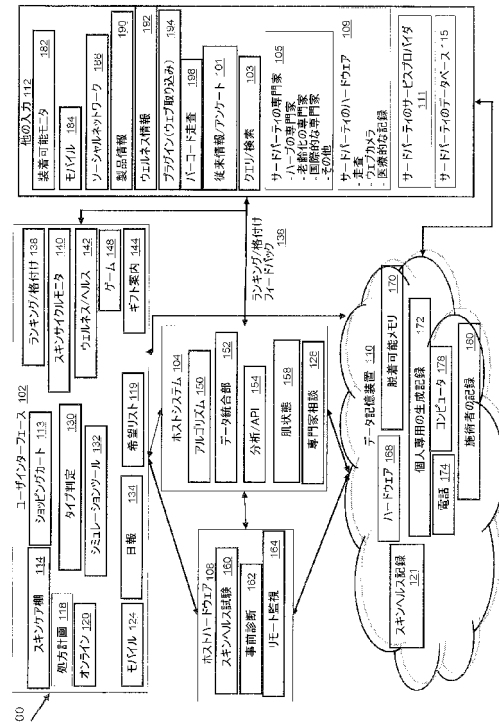 00
ユーザインターフェース 102
スキンケア棚 114
ショッピングカート 113
処方計画 118
タイプ判定 130
オンライン 120
シミュレーションツール 132
モバイル 124
日報 134
希望リスト 119
ランキング/格付け 138
スキンサイクルモニタ 140
ウェルネス/ヘルス 142
ゲーム 148
ギフト案内 144
ホストハードウェア 108
スキンヘルス試験 160
事前診断 162
リモート監視 164
ホストシステム 104
アルゴリズム 150
データ統合部 152
分析/API 154
肌状態 158
専門家相談 128
ランキング/格付け
フィードバック 138
データ記憶装置 110
ハードウェア 168
脱着可能メモリ 170
スキンヘルス記録 121
個人専用の生成記録 172
電話 174
コンピュータ 178
施術者の記録 180
他の入力 112
装着可能モニタ 182
モバイル 184
ソーシャルネットワーク 188
製品情報 190
ウェルネス情報 192
プラグイン(ウェブ取り込み) 194
バーコード走査 198
従来情報/アンケート 101
クエリ/検索 103
サードパーティの専門家 105
・ハーブの専門家
・老齢化の専門家
・国際的な専門家
・その他
サードパーティのハードウェア 109
・走査
・ウェブカメラ
・医療的な記録
サードパーティのサービスプロバイダ
111
サードパーティのデータベース 115